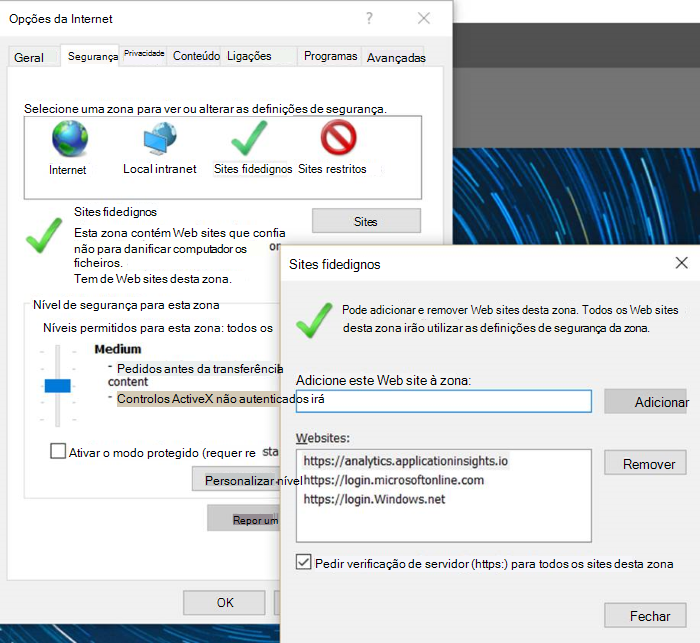 Opções da Internet
?
Geral
Segurança
Privacidade
Conteúdo
Ligações
Programas
Avançadas
Selecione uma zona para ver ou alterar as definições de segurança.
Internet
Local intranet
Sites fidedignos
Sites restritos
Sites fidedignos
Sites
Esta zona contém Web sites que confia
não para danificar computador os
ficheiros.
Tem de Web sites desta zona.
Nível de segurança para esta zona
Níveis permitidos para esta zona: todos os
Medium
- Pedidos antes da transferência
content
- Controlos ActiveX não autenticados irá
Ativar o modo protegido (requer re sta
Personalizar nível
Repor um
OK
Sites fidedignos
Pode adicionar e remover Web sites desta zona. Todos os Web sites
desta zona irão utilizar as definições de segurança da zona.
Adicione este Web site à zona:
Adicionar
Websites:
https://analytics.applicationinsights.io
https://login.microsoftonline.com
https://login.Windows.net
Remover
Pedir verificação de servidor (https:) para todos os sites desta zona
Fechar